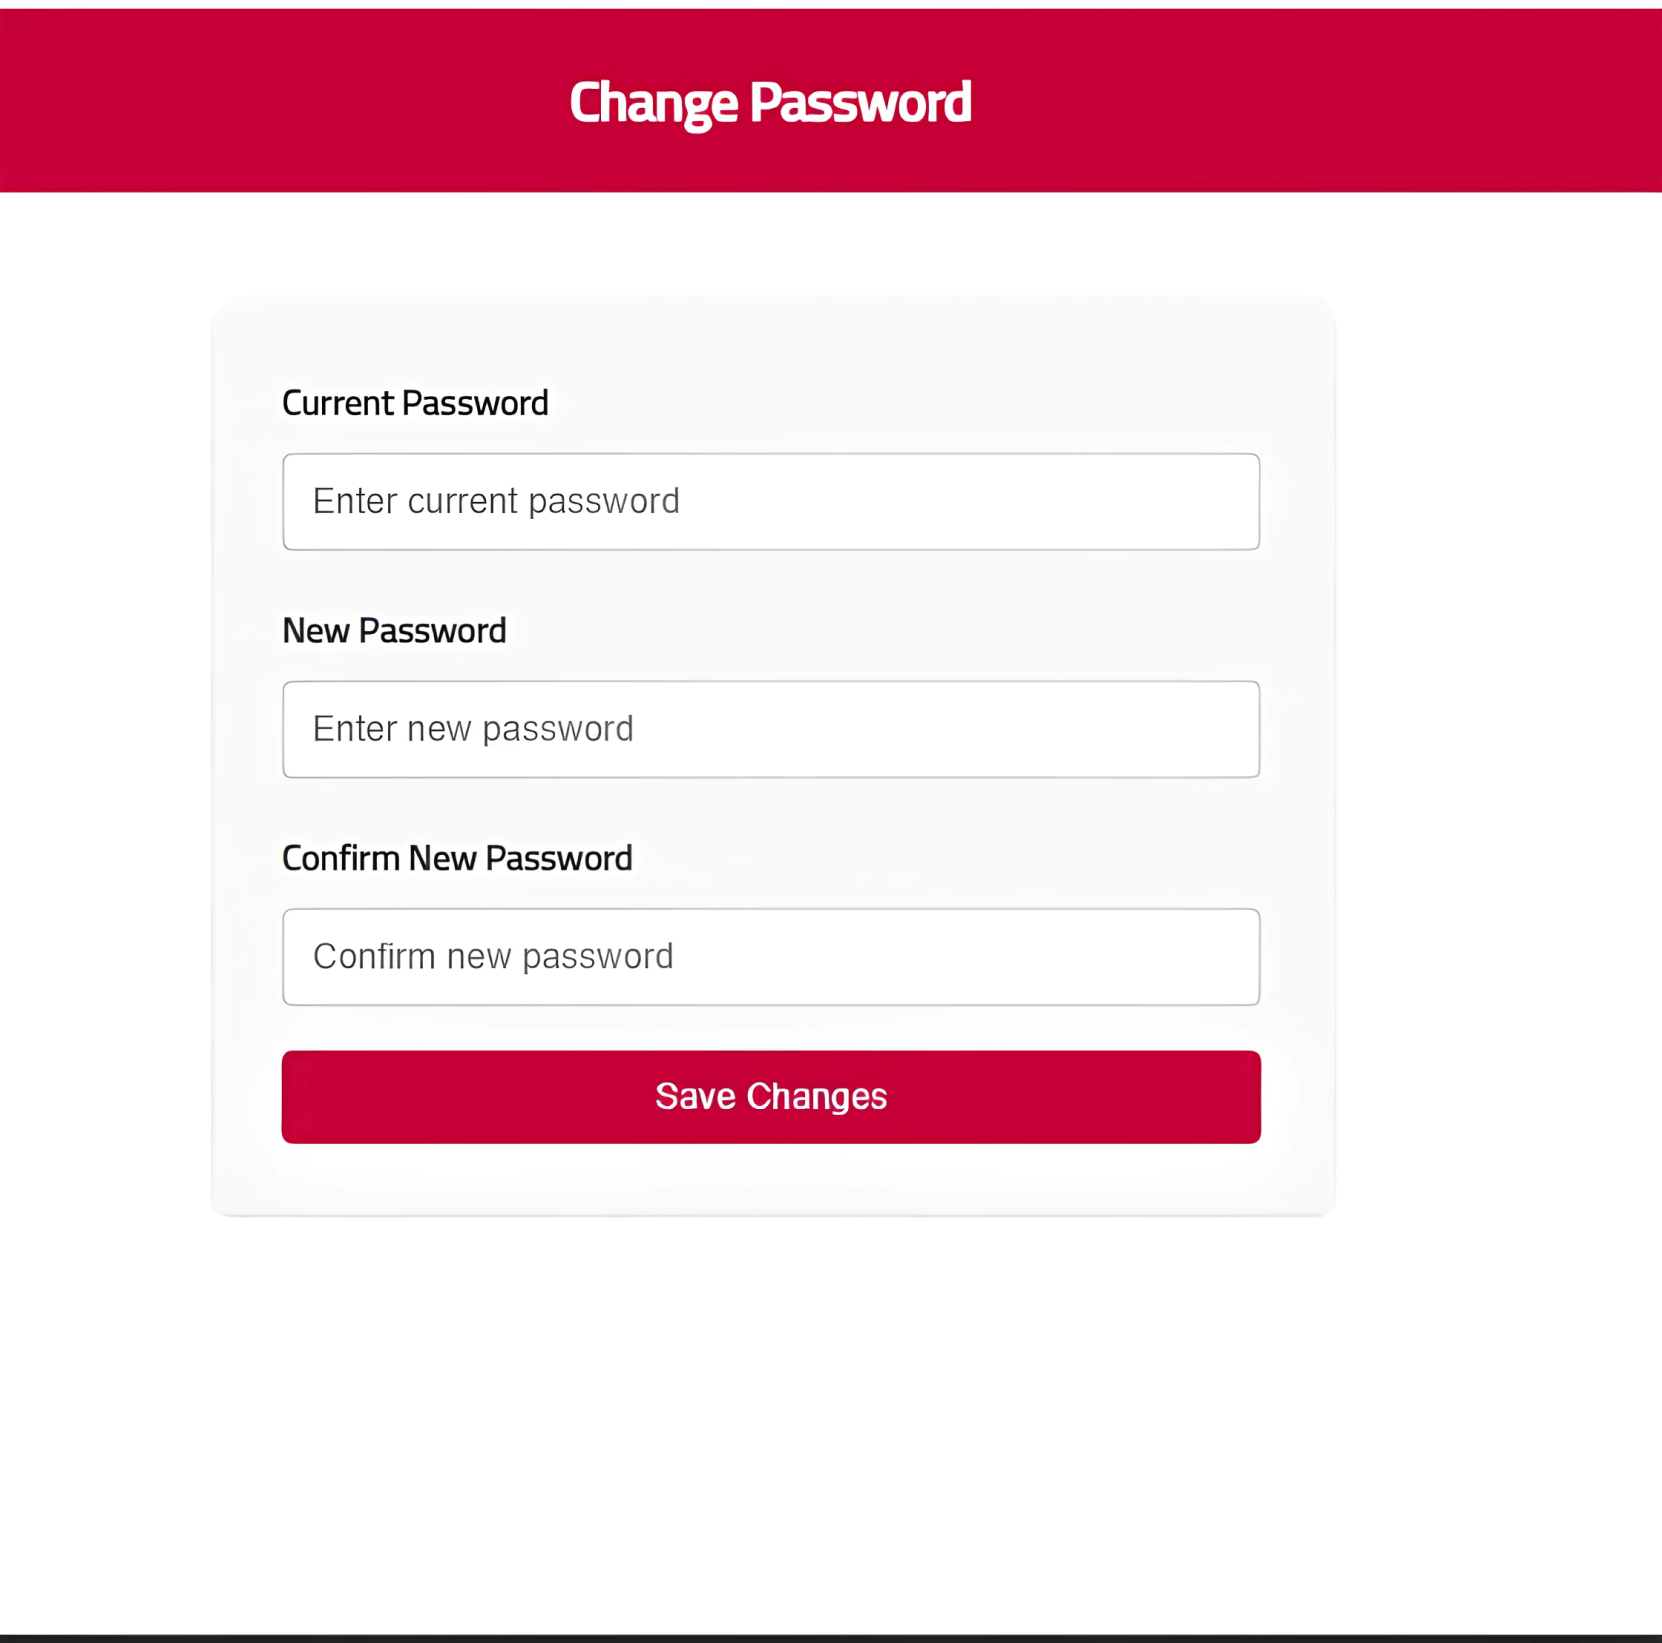 Change Password
Current Password
Enter current password
New Password
Enter new password
Confirm New Password
Confirm new password
Save Changes